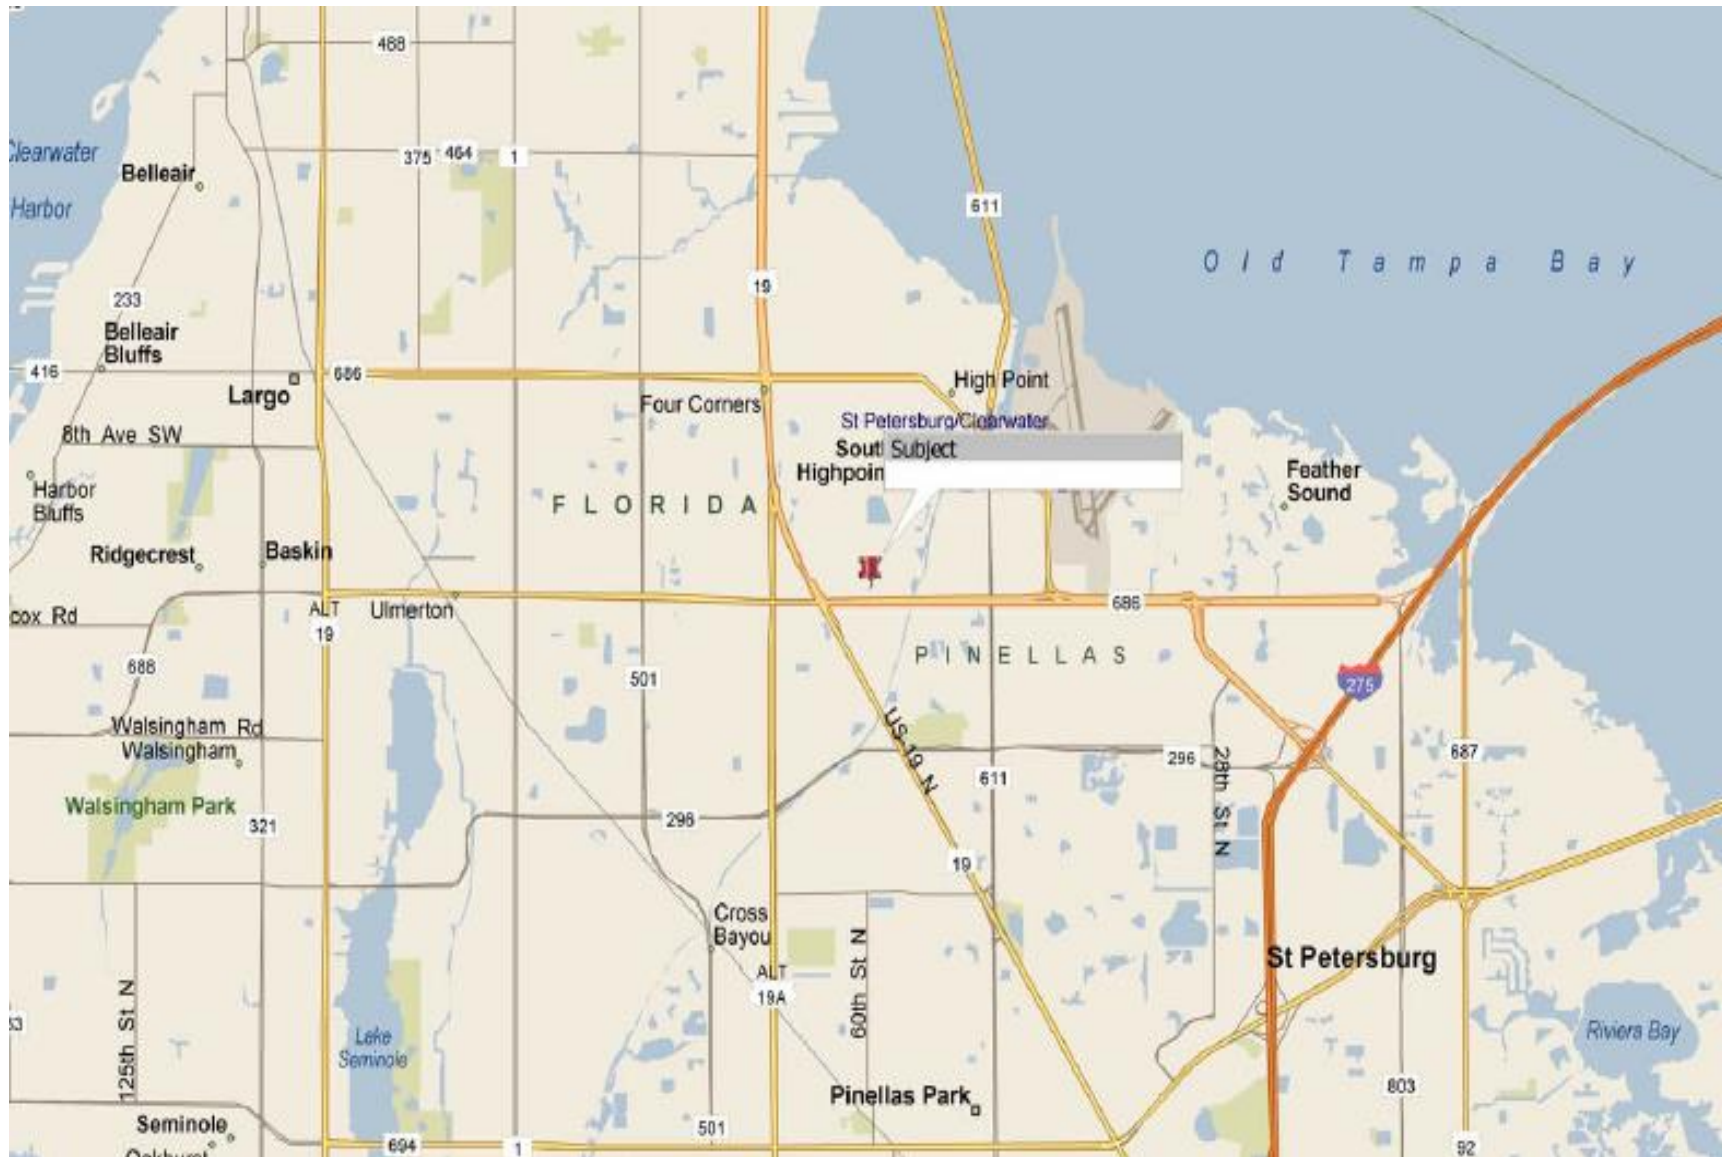 488
Clearwater
375
464
1
Belleair
Harbor
611
Old Tampa Bay
19
233
Belleair
Bluffs
416
686
Largo
High Point
Four Corners
St Petersburg/Clearwater
8th Ave SW
Sout
Subject
Highpoin
Feather
Sound
Harbor
Bluffs
FLORIDA
Ridgecrest
Baskin
cox Rd
ALT
19
Ulmerton
686
PINELLAS
688
501
275
Walsingham Rd
Walsingham
US-19 N
296
28th St N
687
611
Walsingham Park
321
296
19
Cross
Bayou
ALT
19A
60th St N
St Petersburg
125th St N
Lake
Seminole
Riviera Bay
803
Pinellas Park
Seminole
501
694
1
92